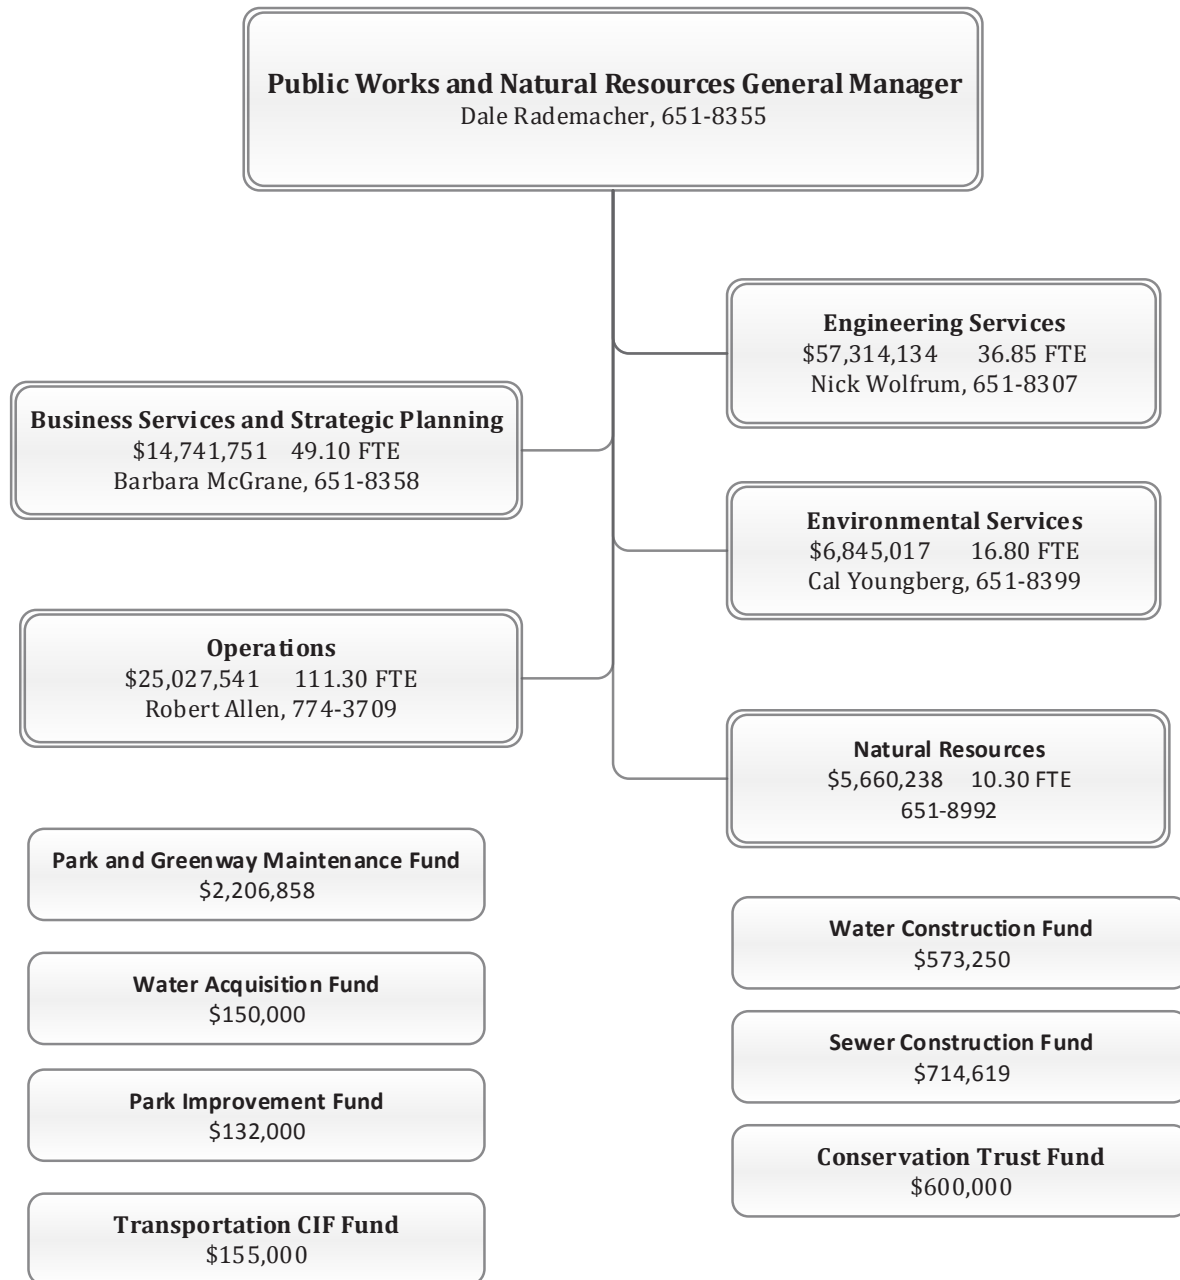 Public Works and Natural Resources General Manager
Dale Rademacher, 651-8355
Engineering Services
$57,314,134 36.85 FTE
Nick Wolfrum, 651-8307
Business Services and Strategic Planning
$14,741,751 49.10 FTE
Barbara McGrane, 651-8358
Environmental Services
$6,845,017 16.80 FTE
Cal Youngberg, 651-8399
Operations
$25,027,541 111.30 FTE
Robert Allen, 774-3709
Natural Resources
$5,660,238 10.30 FTE
651-8992
Park and Greenway Maintenance Fund
$2,206,858
Water Construction Fund
$573,250
Water Acquisition Fund
$150,000
Sewer Construction Fund
$714,619
Park Improvement Fund
$132,000
Conservation Trust Fund
$600,000
Transportation CIF Fund
$155,000